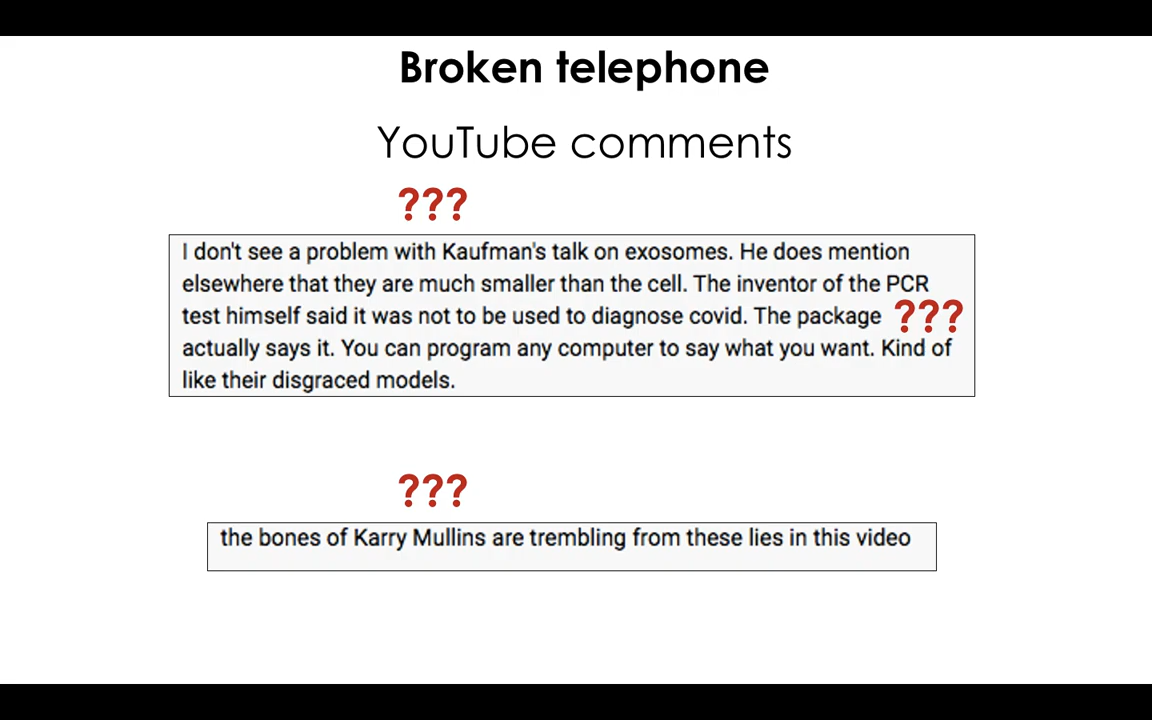 Broken telephone
YouTube comments
???
I don't see a problem with Kaufman's talk on exosomes. He does mention
elsewhere that they are much smaller than the cell. The inventor of the PCR
test himself said it was not to be used to diagnose covid. The package ???
actually says it. You can program any computer to say what you want. Kind of
like their disgraced models.
???
the bones of Karry Mullins are trembling from these lies in this video